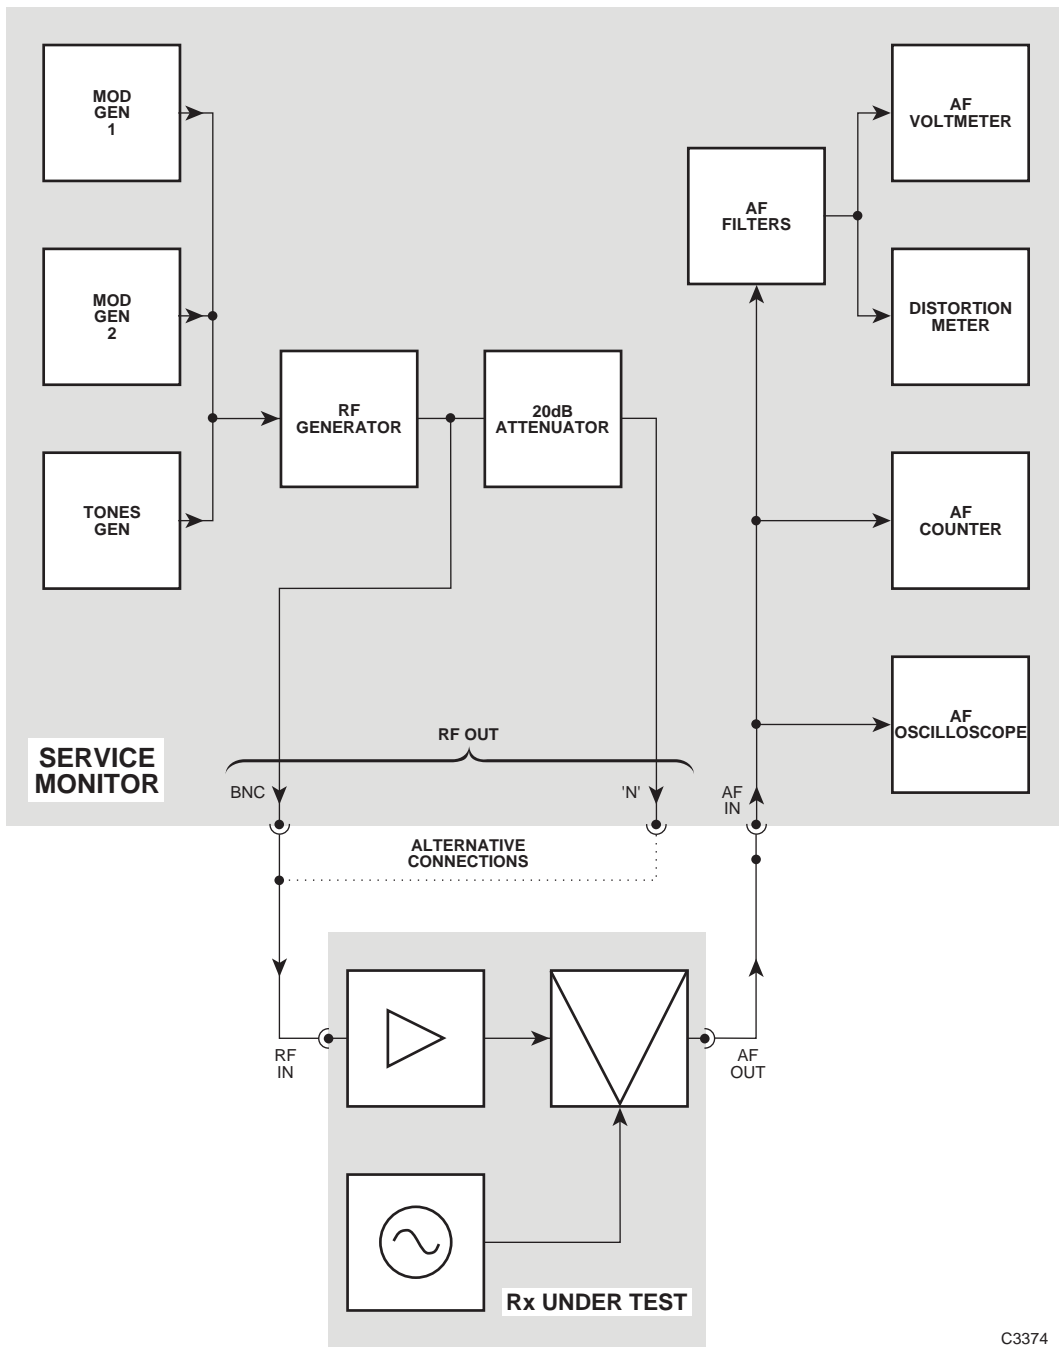 MOD
GEN
1
AF
VOLTMETER
AF
FILTERS
MOD
GEN
2
DISTORTION
METER
RF
GENERATOR
20dB
ATTENUATOR
TONES
GEN
AF
COUNTER
AF
OSCILLOSCOPE
RF OUT
SERVICE
MONITOR
BNC
'N'
AF
IN
ALTERNATIVE
CONNECTIONS
RF
IN
AF
OUT
Rx UNDER TEST
C3374